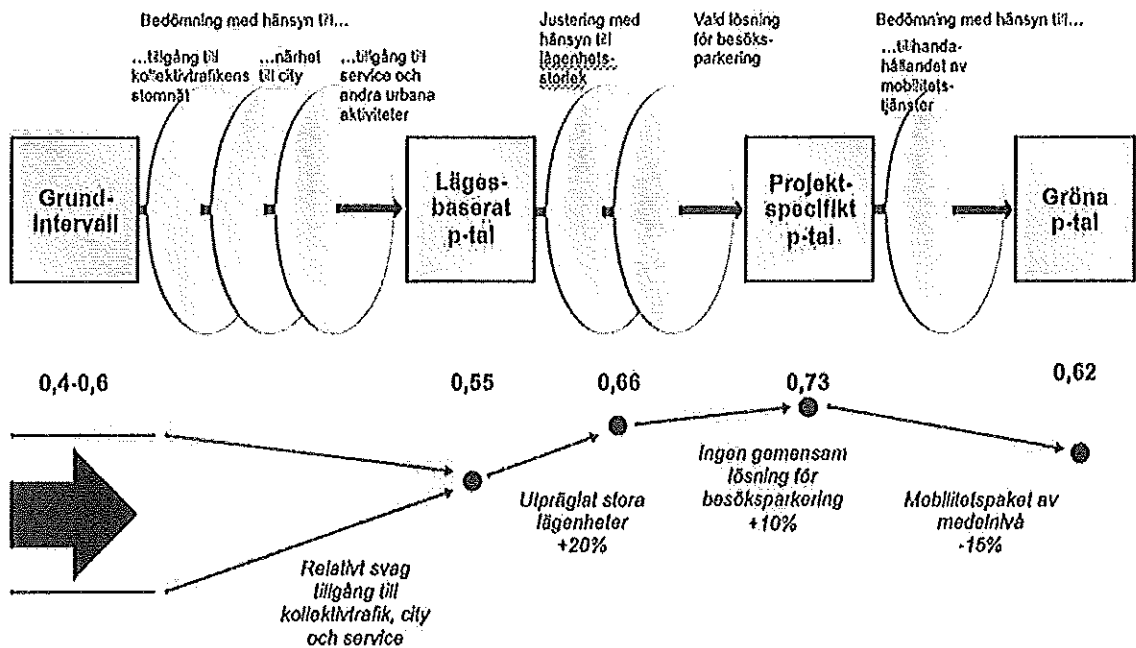 Bedömning med hänsyn till...
...tillgång till
kollektivtrafikens
stomnät
...närhet
till city
...tillgång till
service och
andra urbana
aktiviteter
Justering med
hänsyn till
lägenhets-
storlek
Vald lösning
för besöks-
parkering
Bedömning med hänsyn till...
...tillhanda-
hållandet av
mobilitets-
tjänster
Grund-
intervall
Läges-
baserat
p-tal
Projekt-
specifikt
p-tal
Gröna
p-tal
0,4-0,6
0,55
0,66
0,73
0,62
Relativt svag
tillgång till
kollektivtrafik, city
och service
Utpräglat stora
lägenheter
+20%
Ingen gemensam
lösning för
besöksparkering
+10%
Mobilitetspaket av
medelnivå
-15%